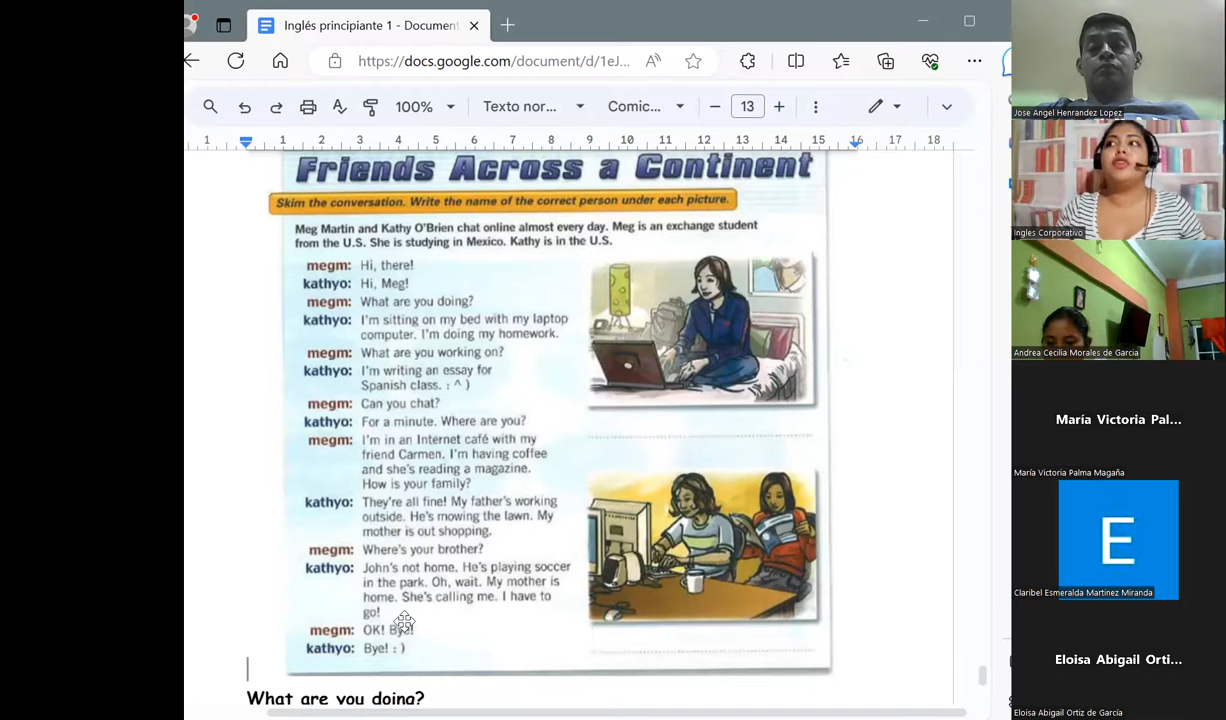 Inglés principiante 1 - Document
https://docs.google.com/document/d/1eJ...
100%
Texto nor...
Comic...
13
1 1 2 3 4 5 6 7 8 9 10 11 12 13 14 15 16 17 18
Friends Across a Continent
Skim the conversation. Write the name of the correct person under each picture.
Meg Martin and Kathy O'Brien chat online almost every day. Meg is an exchange student
from the U.S. She is studying in Mexico. Kathy is in the U.S.
megm: Hi, there!
kathyo: Hi, Meg!
megm: What are you doing?
kathyo: I'm sitting on my bed with my laptop
computer. I'm doing my homework.
megm: What are you working on?
kathyo: I'm writing an essay for
Spanish class. : ^ )
megm: Can you chat?
kathyo: For a minute. Where are you?
megm: I'm in an Internet café with my
friend Carmen. I'm having coffee
and she's reading a magazine.
How is your family?
kathyo: They're all fine! My father's working
outside. He's mowing the lawn. My
mother is out shopping.
megm: Where's your brother?
kathyo: John's not home. He's playing soccer
in the park. Oh, wait. My mother is
home. She's calling me. I have to
go!
megm: OK! Bye!
kathyo: Bye! : )
What are you doing?
Jose Angel Henrandez Lopez
Ingles Corporativo
Andrea Cecilia Morales de Garcia
María Victoria Pal...
María Victoria Palma Magaña
E
Claribel Esmeralda Martinez Miranda
Eloisa Abigail Orti...
Eloisa Abigail Ortiz de García